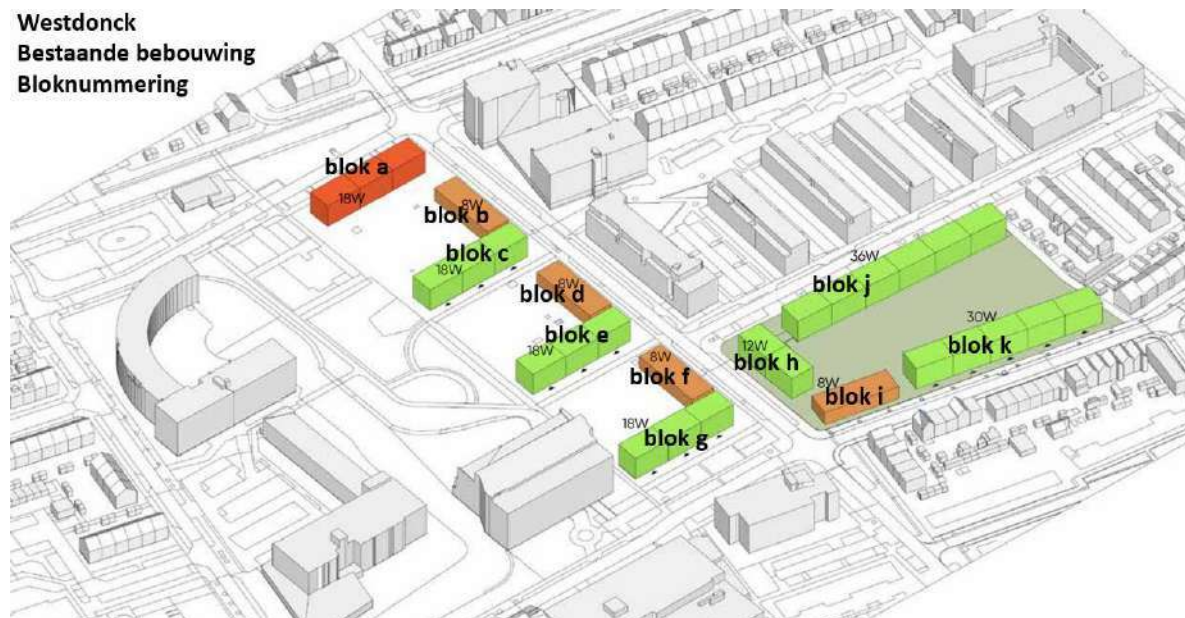 Westdonck
Bestaande bebouwing
Bloknummering
blok a
18W
8W
blok b
blok c
18W
8W
blok d
blok e
18W
8W
blok f
18W
blok g
36W
blok j
30W
blok k
12W
blok h
8W
blok i